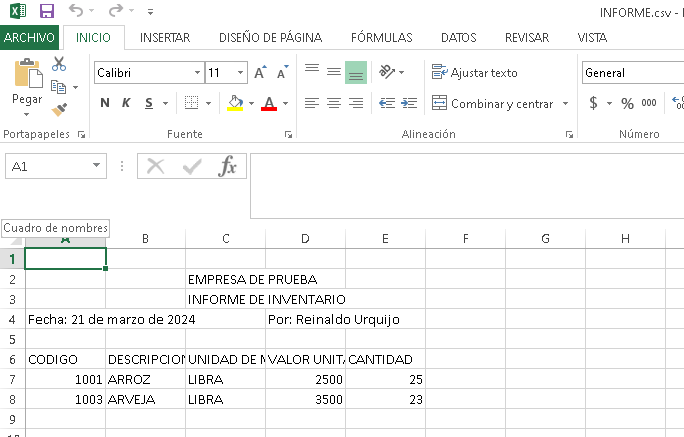 INFORME.csv -
ARCHIVO INICIO INSERTAR DISEÑO DE PÁGINA FÓRMULAS DATOS REVISAR VISTA
Calibri 11 A A Ajustar texto General
Pegar N K S A Combinar y centrar $ % 000
Portapapeles Fuente Alineación Número
A1 fx
Cuadro de nombres
A B C D E F G H
1
2 EMPRESA DE PRUEBA
3 INFORME DE INVENTARIO
4 Fecha: 21 de marzo de 2024 Por: Reinaldo Urquijo
5
6 CODIGO DESCRIPCION UNIDAD DE VALOR CANTIDAD
7 1001 ARROZ LIBRA 2500 25
8 1003 ARVEJA LIBRA 3500 23
9